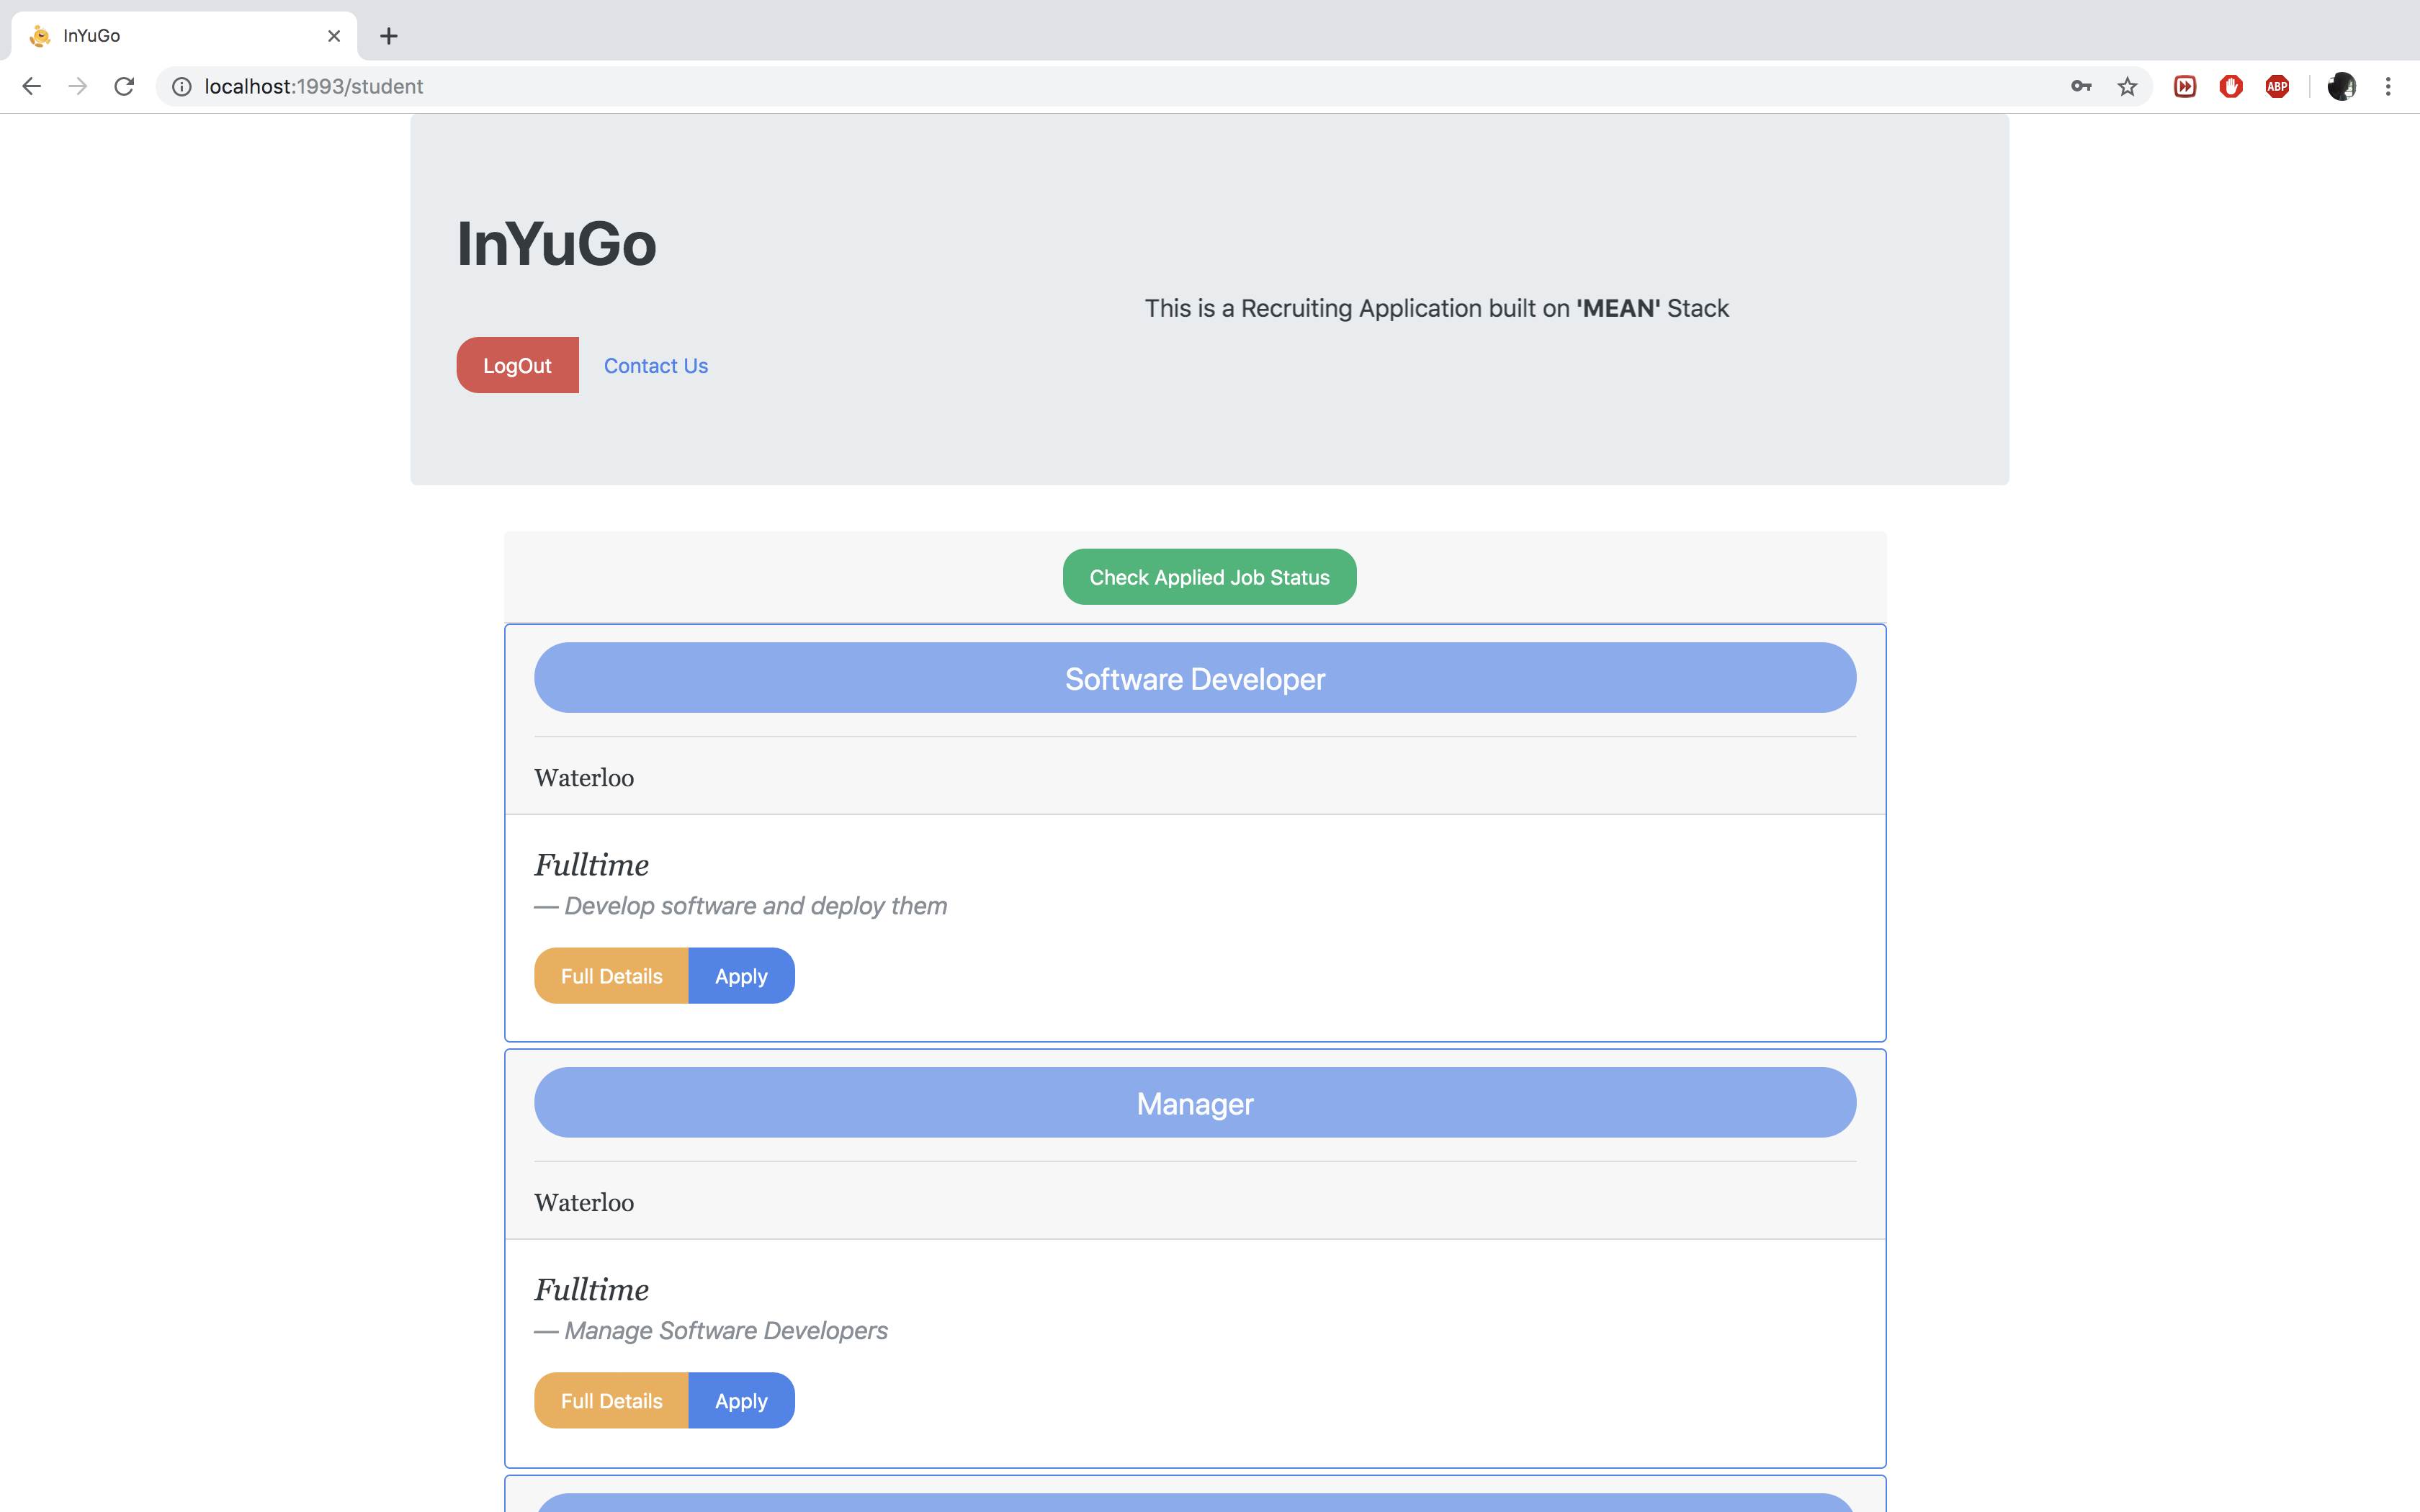 InYuGo
localhost:1993/student
ABP
InYuGo
This is a Recruiting Application built on 'MEAN' Stack
LogOut Contact Us
Check Applied Job Status
Software Developer
Waterloo
Fulltime
— Develop software and deploy them
Full Details Apply
Manager
Waterloo
Fulltime
— Manage Software Developers
Full Details Apply